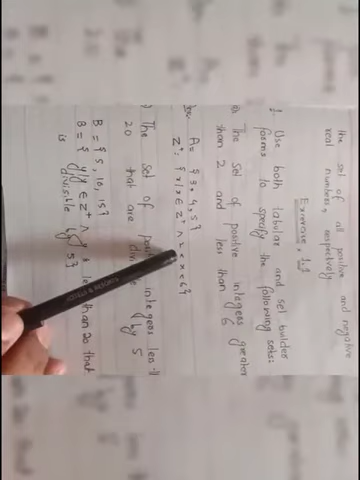 the set of all positive and negative
real numbers, respectively
Exercise 1.1
1. Use both tabular and set builder
forms to specify the following sets:
i) The set of positive integers greater
than 2 and less than 6
A = { 3, 4, 5 }
Z⁺: { x / x ∈ Z⁺ ∧ 2 < x < 6 }
The set of integers less
20 that are by 5
B = { 5, 10, 15 }
B = { y/y ∈ Z⁺ ∧ y less than 20 that
is divisible by 5 }